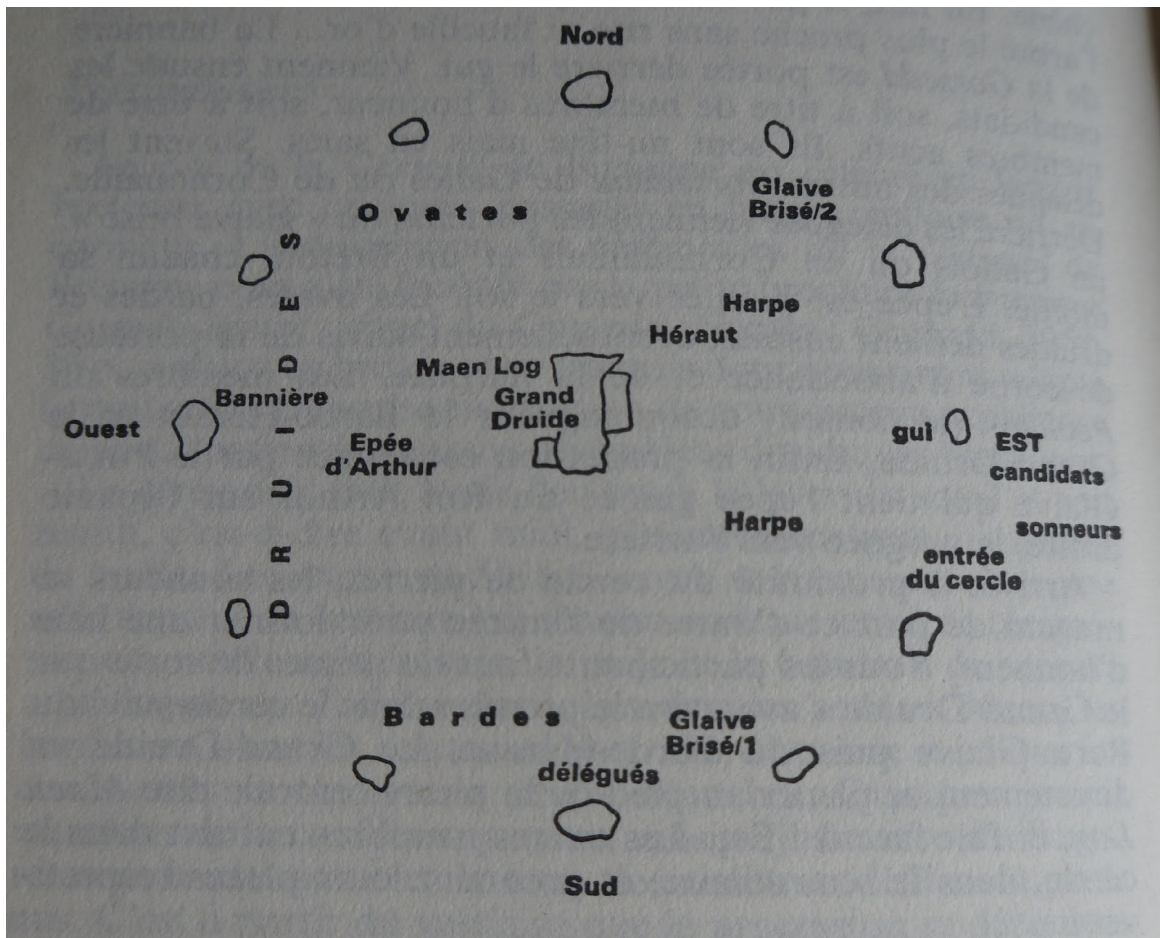 Nord
Glaive
Brisé/2
Ovates
Harpe
Héraut
Maen Log
Grand
Druide
Bannière
Ouest
Epée
d'Arthur
DRUIDES
gui
EST
candidats
Harpe
sonneurs
entrée
du cercle
Bardes
Glaive
Brisé/1
délégués
Sud